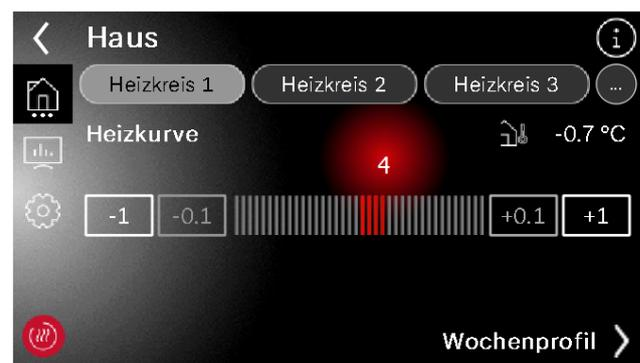 Haus
i
Heizkreis 1 Heizkreis 2 Heizkreis 3 ...
Heizkurve -0.7 °C
4
-1 -0.1 +0.1 +1
Wochenprofil